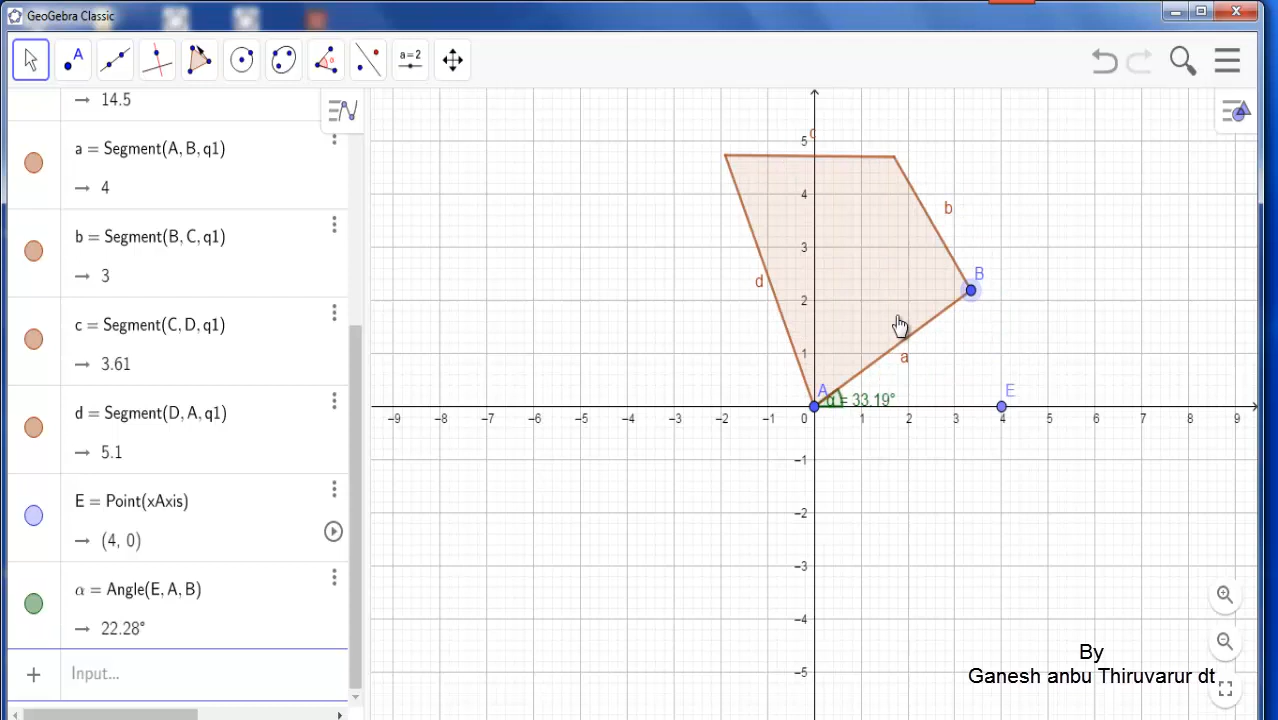 GeoGebra Classic
A
a=2
→ 14.5
a = Segment(A, B, q1)
→ 4
b = Segment(B, C, q1)
→ 3
c = Segment(C, D, q1)
→ 3.61
d = Segment(D, A, q1)
→ 5.1
E = Point(xAxis)
→ (4, 0)
α = Angle(E, A, B)
→ 22.28°
+ Input...
c
5
4
b
3
B
d
2
1
a
A
α = 33.19°
E
−9 −8 −7 −6 −5 −4 −3 −2 −1 0 1 2 3 4 5 6 7 8 9
−1
−2
−3
−4
−5
By
Ganesh anbu Thiruvarur dt